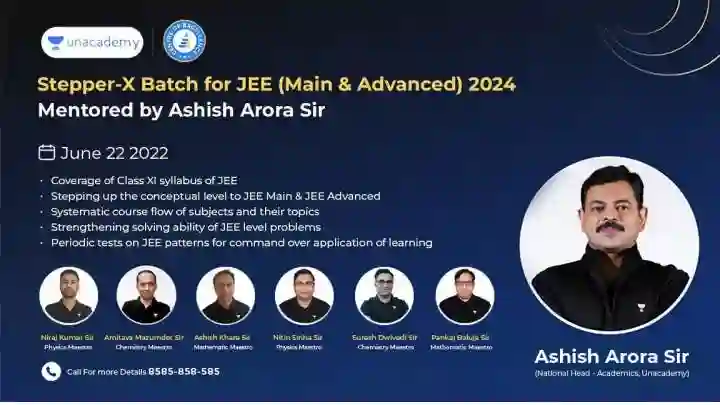 unacademy
CENTRE OF EXCELLENCE
Stepper-X Batch for JEE (Main & Advanced) 2024
Mentored by Ashish Arora Sir
June 22 2022
· Coverage of Class XI syllabus of JEE
· Stepping up the conceptual level to JEE Main & JEE Advanced
· Systematic course flow of subjects and their topics
· Strengthening solving ability of JEE level problems
· Periodic tests on JEE patterns for command over application of learning
Niraj Kumar Sir
Physics Maestro
Amitava Mazumder Sir
Chemistry Maestro
Ashish Khare Sir
Mathematic Maestro
Nitin Sinha Sir
Physics Maestro
Suresh Dwivedi Sir
Chemistry Maestro
Pankaj Baluja Sir
Mathematic Maestro
Call For more Details 8585-858-585
Ashish Arora Sir
(National Head - Academics, Unacademy)